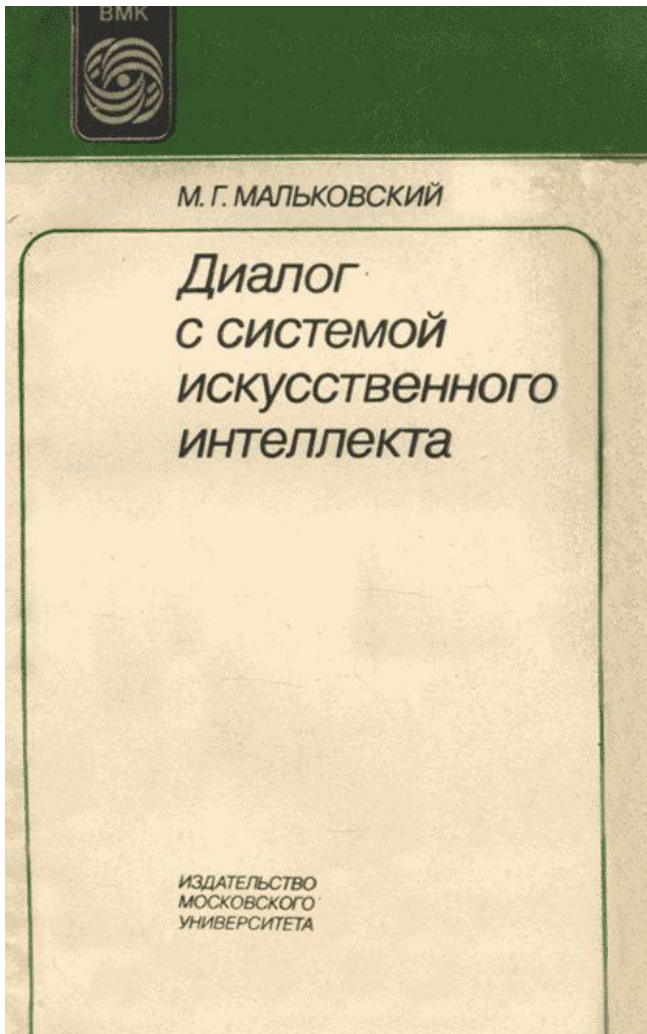 ВМК
М. Г. МАЛЬКОВСКИЙ
Диалог
с системой
искусственного
интеллекта
ИЗДАТЕЛЬСТВО
МОСКОВСКОГО
УНИВЕРСИТЕТА